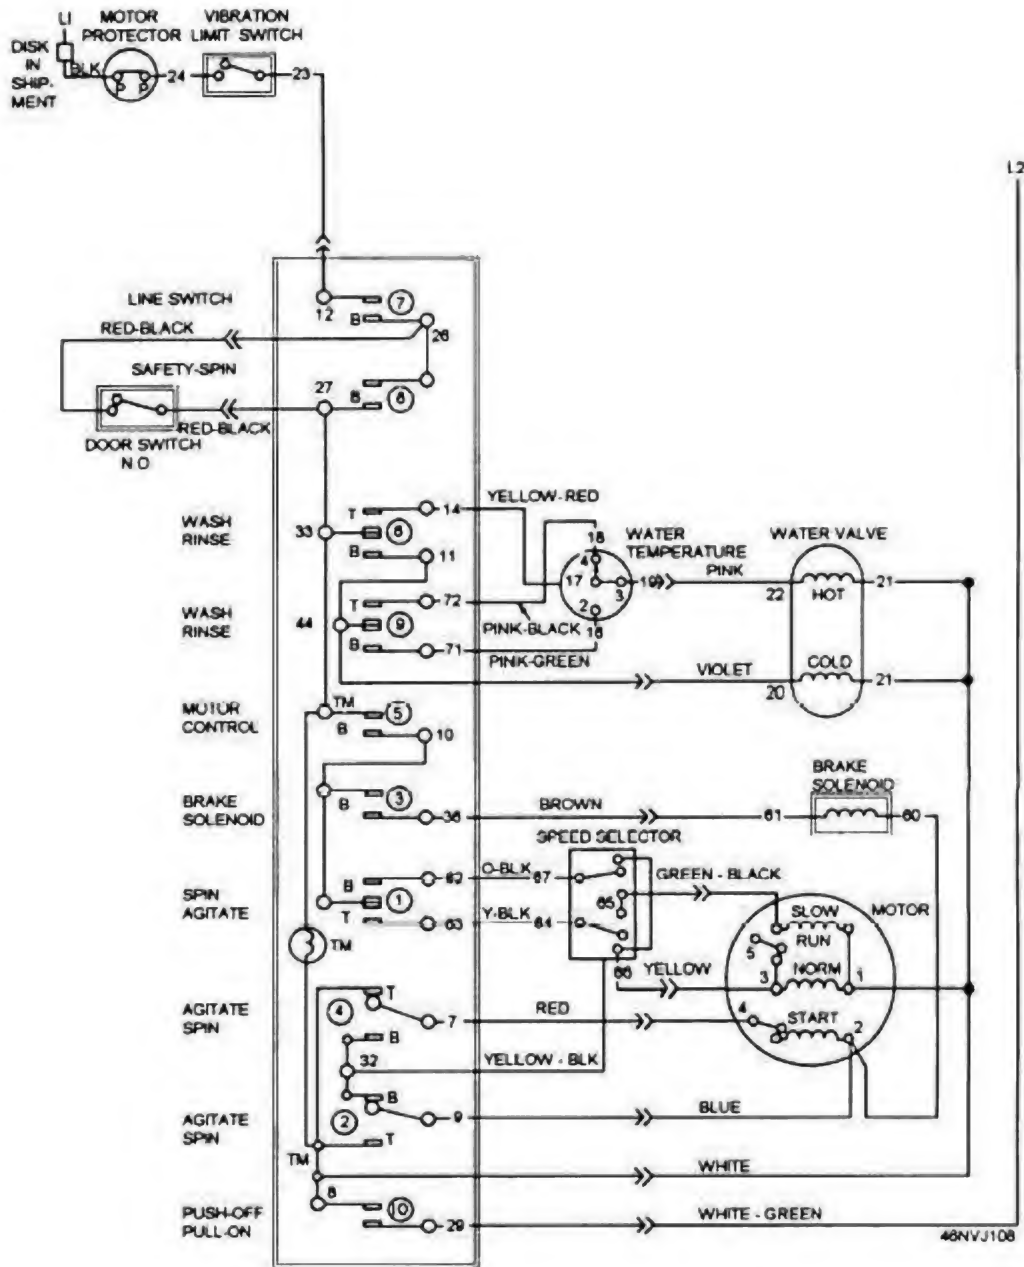 LI
MOTOR
PROTECTOR
VIBRATION
LIMIT SWITCH
DISK
IN
SHIP-
MENT
BLK
24
23
L2
LINE SWITCH
12
7
B
26
RED-BLACK
SAFETY-SPIN
27
B
8
RED-BLACK
DOOR SWITCH
N.O
WASH
RINSE
33
T
14
YELLOW-RED
B
11
18
WATER
TEMPERATURE
WATER VALVE
4
17
3
19
PINK
22
HOT
21
WASH
RINSE
44
T
72
9
2
PINK-BLACK
B
71
16
PINK-GREEN
VIOLET
20
COLD
21
MOTOR
CONTROL
TM
5
B
10
BRAKE
SOLENOID
BRAKE
SOLENOID
B
3
36
BROWN
61
60
SPEED SELECTOR
SPIN
AGITATE
B
62
O-BLK
67
GREEN - BLACK
1
T
63
Y-BLK
64
65
66
SLOW
MOTOR
RUN
5
NORM
3
1
TM
YELLOW
AGITATE
SPIN
4
T
7
RED
4
START
2
B
32
YELLOW - BLK
B
2
9
BLUE
AGITATE
SPIN
T
TM
WHITE
8
PUSH-OFF
PULL-ON
10
29
WHITE - GREEN
46NVJ108